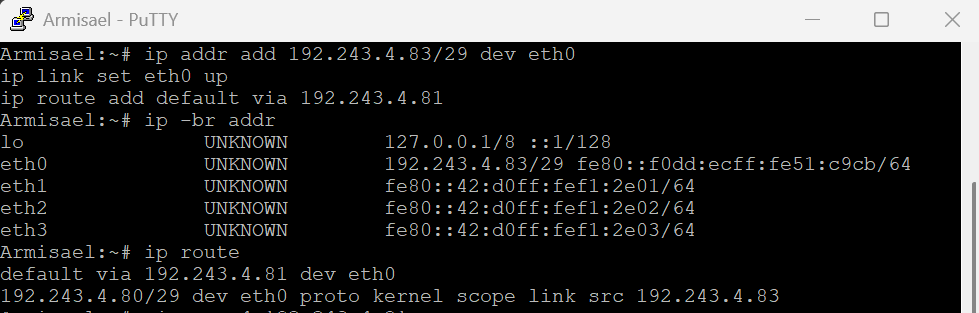 Armisael - PuTTY
Armisael:~# ip addr add 192.243.4.83/29 dev eth0
ip link set eth0 up
ip route add default via 192.243.4.81
Armisael:~# ip -br addr
lo UNKNOWN 127.0.0.1/8 ::1/128
eth0 UNKNOWN 192.243.4.83/29 fe80::f0dd:ecff:fe51:c9cb/64
eth1 UNKNOWN fe80::42:d0ff:fef1:2e01/64
eth2 UNKNOWN fe80::42:d0ff:fef1:2e02/64
eth3 UNKNOWN fe80::42:d0ff:fef1:2e03/64
Armisael:~# ip route
default via 192.243.4.81 dev eth0
192.243.4.80/29 dev eth0 proto kernel scope link src 192.243.4.83